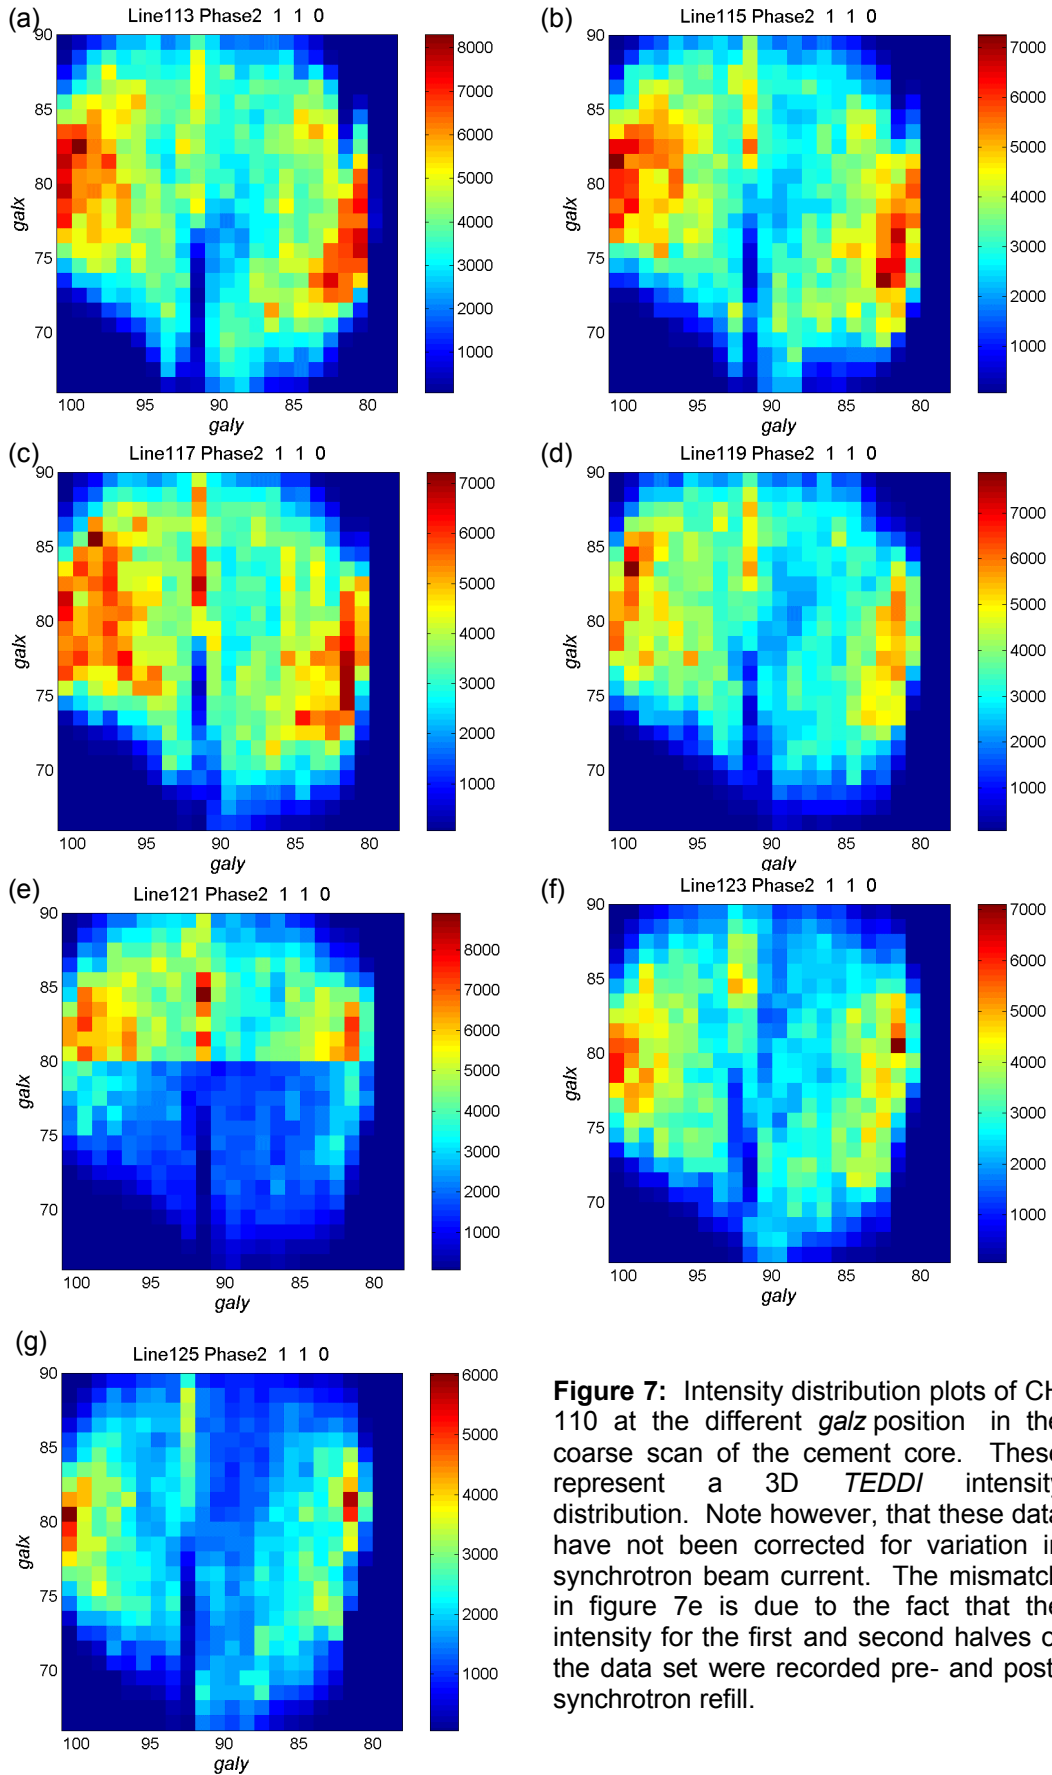 (a)
Line113 Phase2 1 1 0
90
85
80
75
70
galx
100 95 90 85 80
galy
8000
7000
6000
5000
4000
3000
2000
1000
(b)
Line115 Phase2 1 1 0
90
85
80
75
70
galx
100 95 90 85 80
galy
7000
6000
5000
4000
3000
2000
1000
(c)
Line117 Phase2 1 1 0
90
85
80
75
70
galx
100 95 90 85 80
galy
7000
6000
5000
4000
3000
2000
1000
(d)
Line119 Phase2 1 1 0
90
85
80
75
70
galx
100 95 90 85 80
galy
7000
6000
5000
4000
3000
2000
1000
(e)
Line121 Phase2 1 1 0
90
85
80
75
70
galx
100 95 90 85 80
galy
8000
7000
6000
5000
4000
3000
2000
1000
(f)
Line123 Phase2 1 1 0
90
85
80
75
70
galx
100 95 90 85 80
galy
7000
6000
5000
4000
3000
2000
1000
(g)
Line125 Phase2 1 1 0
90
85
80
75
70
galx
100 95 90 85 80
galy
6000
5000
4000
3000
2000
1000
Figure 7: Intensity distribution plots of CH
110 at the different galz position in the
coarse scan of the cement core. These
represent a 3D TEDDI intensity
distribution. Note however, that these data
have not been corrected for variation in
synchrotron beam current. The mismatch
in figure 7e is due to the fact that the
intensity for the first and second halves o
the data set were recorded pre- and post-
synchrotron refill.